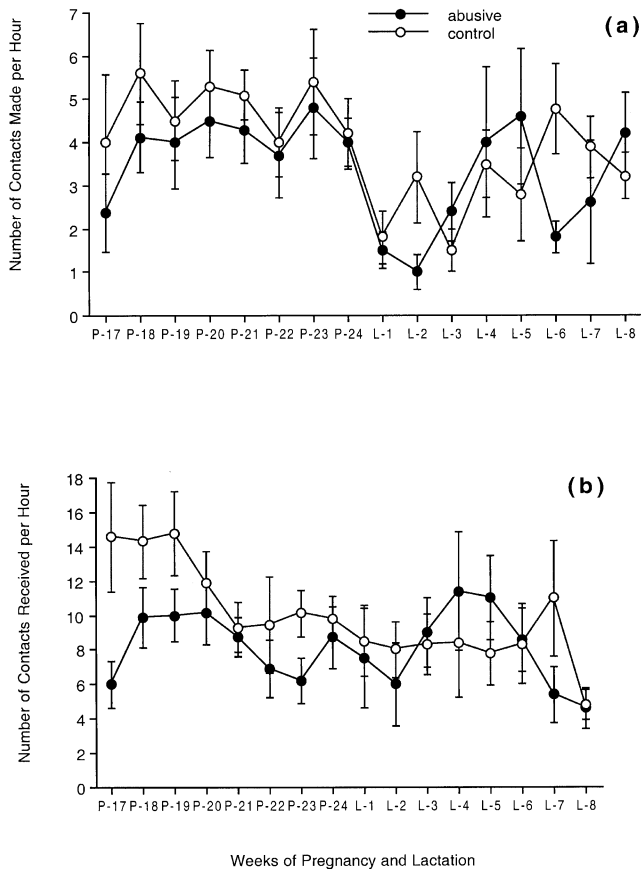 (a)
abusive
control
Number of Contacts Made per Hour
7
6
5
4
3
2
1
0
P-17 P-18 P-19 P-20 P-21 P-22 P-23 P-24 L-1 L-2 L-3 L-4 L-5 L-6 L-7 L-8
(b)
Number of Contacts Received per Hour
18
16
14
12
10
8
6
4
2
0
P-17 P-18 P-19 P-20 P-21 P-22 P-23 P-24 L-1 L-2 L-3 L-4 L-5 L-6 L-7 L-8
Weeks of Pregnancy and Lactation